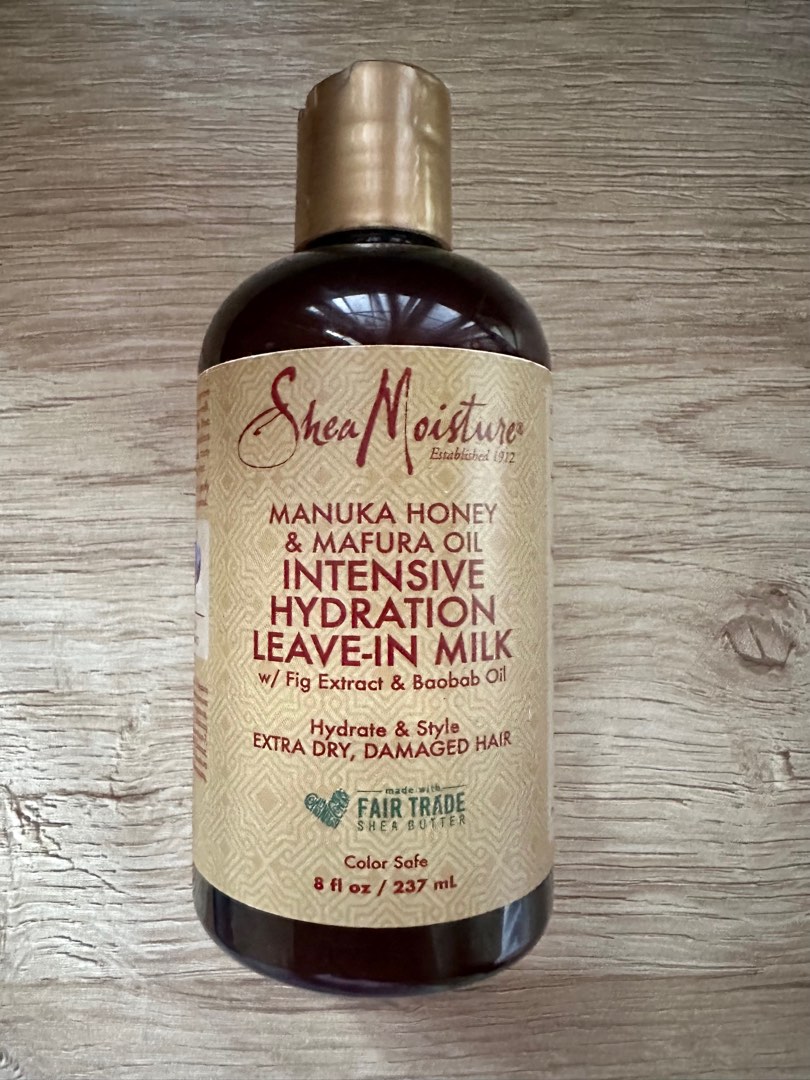 SheaMoisture®
Established 1912
MANUKA HONEY
& MAFURA OIL
INTENSIVE
HYDRATION
LEAVE-IN MILK
w/ Fig Extract & Baobab Oil
Hydrate & Style
EXTRA DRY, DAMAGED HAIR
made with
FAIR TRADE
SHEA BUTTER
Color Safe
8 fl oz / 237 mL